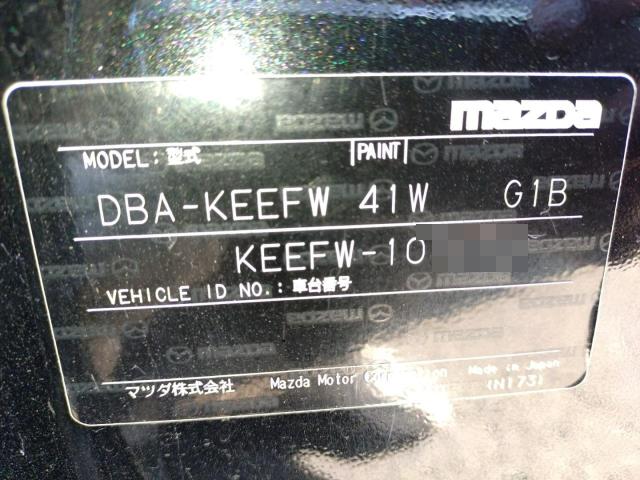 mazda
MODEL: 型式 PAINT
DBA-KEEFW 41W G1B
KEEFW-10
VEHICLE ID NO.: 車台番号
マツダ株式会社 Mazda Motor Corporation Made in Japan
(N173)